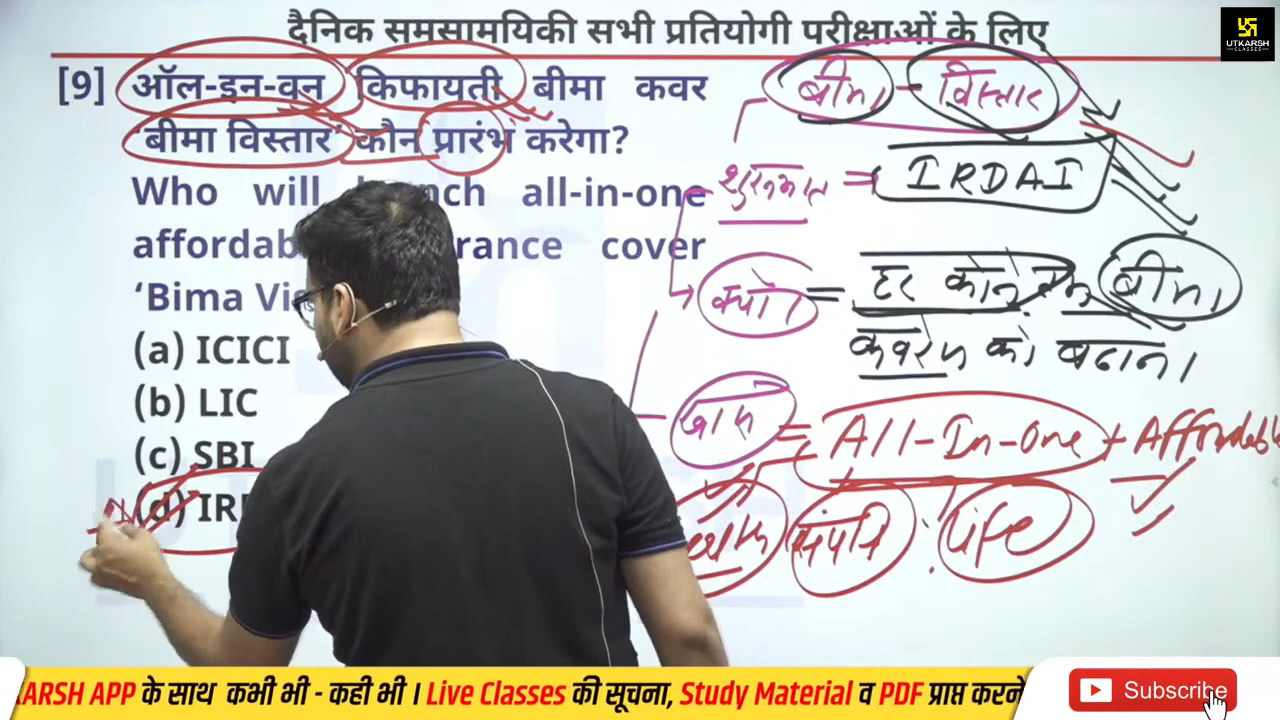 दैनिक समसामयिकी सभी प्रतियोगी परीक्षाओं के लिए
UTKARSH CLASSES
[9] ऑल-इन-वन किफायती बीमा कवर
'बीमा विस्तार' कौन प्रारंभ करेगा?
Who will all-in-one
cover
'Bima
(a) ICICI
(b) LIC
(c) SBI
(d)
बीमा - विस्तार
शुरुआत = IRDAI
क्यों = हर कोने तक बीमा
कवरेज को बढाना
= All-In-One + Affordable
संपत्ति Life
APP के साथ कभी भी - कही भी । Live Classes की सूचना, Study Material व PDF प्राप्त करने
Subscribe